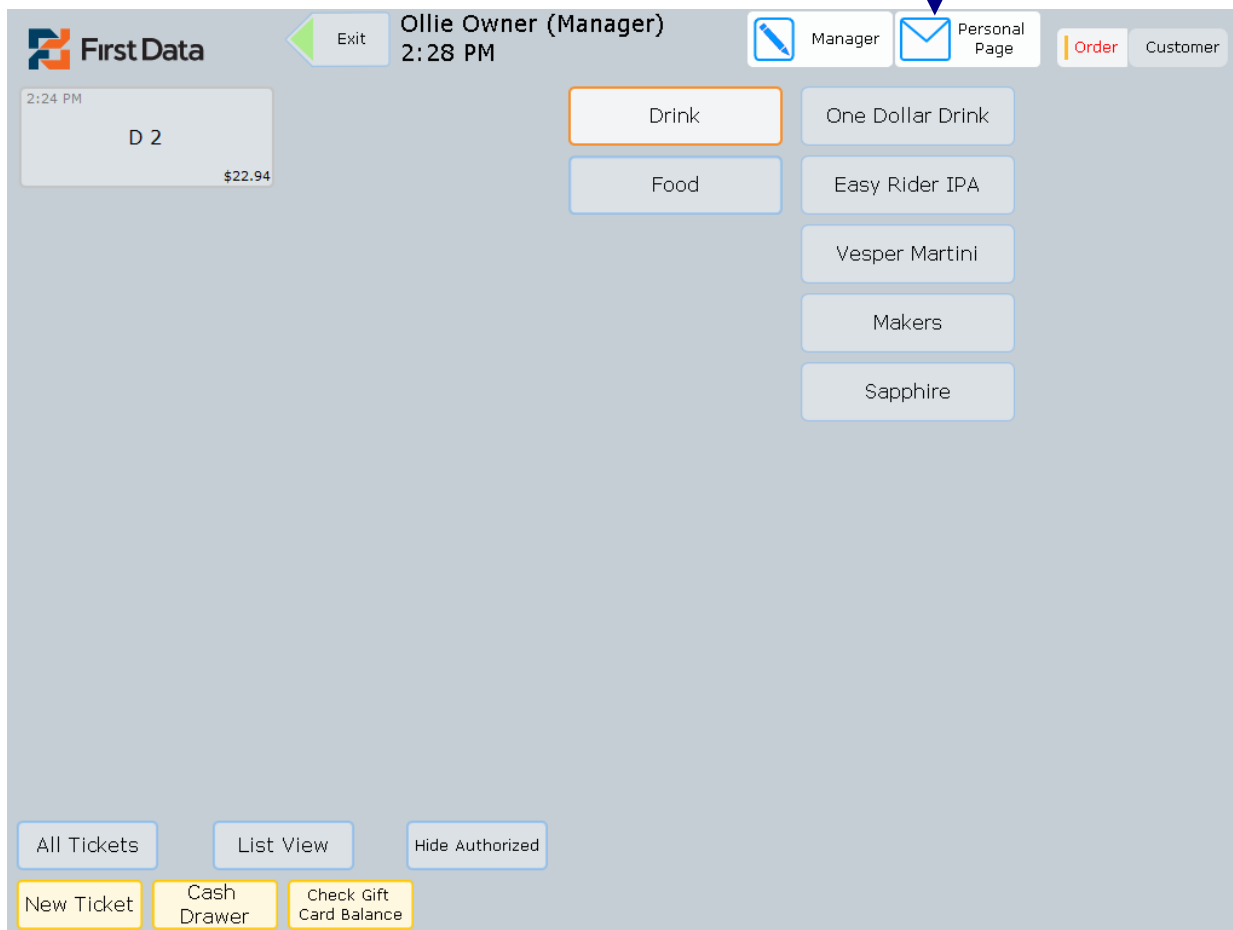 First Data
Exit
Ollie Owner (Manager)
2:28 PM
Manager
Personal
Page
Order
Customer
2:24 PM
D 2
$22.94
Drink
Food
One Dollar Drink
Easy Rider IPA
Vesper Martini
Makers
Sapphire
All Tickets
List View
Hide Authorized
New Ticket
Cash
Drawer
Check Gift
Card Balance